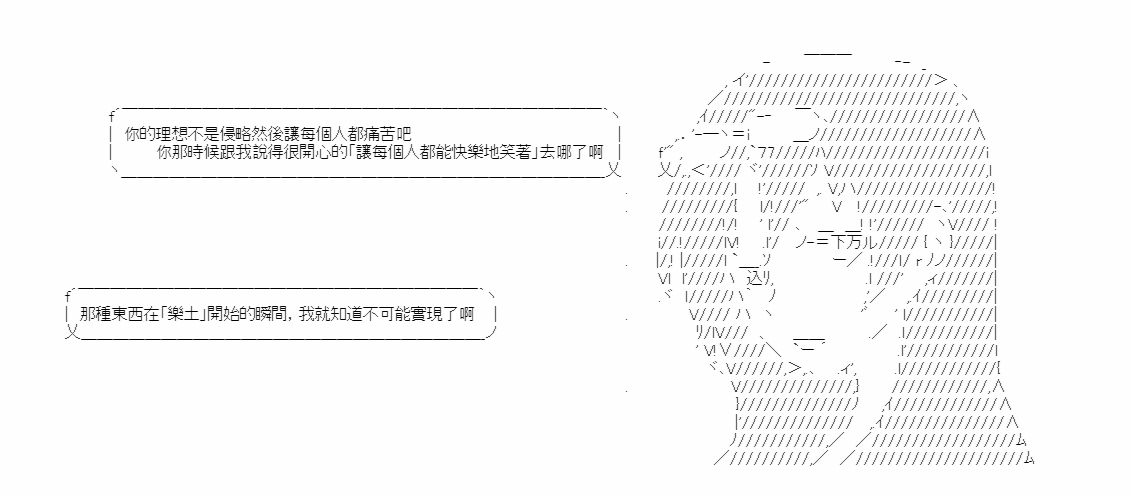 你的理想不是侵略然後讓每個人都痛苦吧
你那時候跟我說得很開心的「讓每個人都能快樂地笑著」去哪了啊
那種東西在「樂土」開始的瞬間，我就知道不可能實現了啊